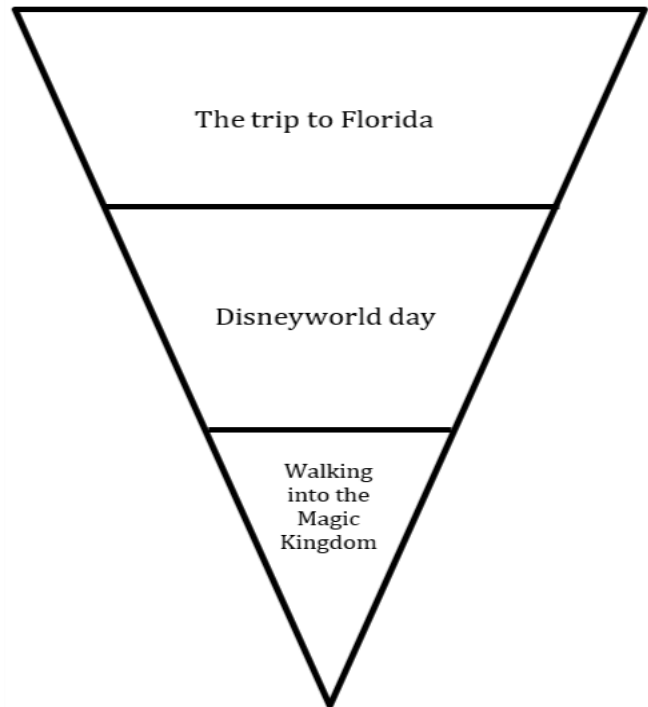 The trip to Florida
Disneyworld day
Walking
into the
Magic
Kingdom